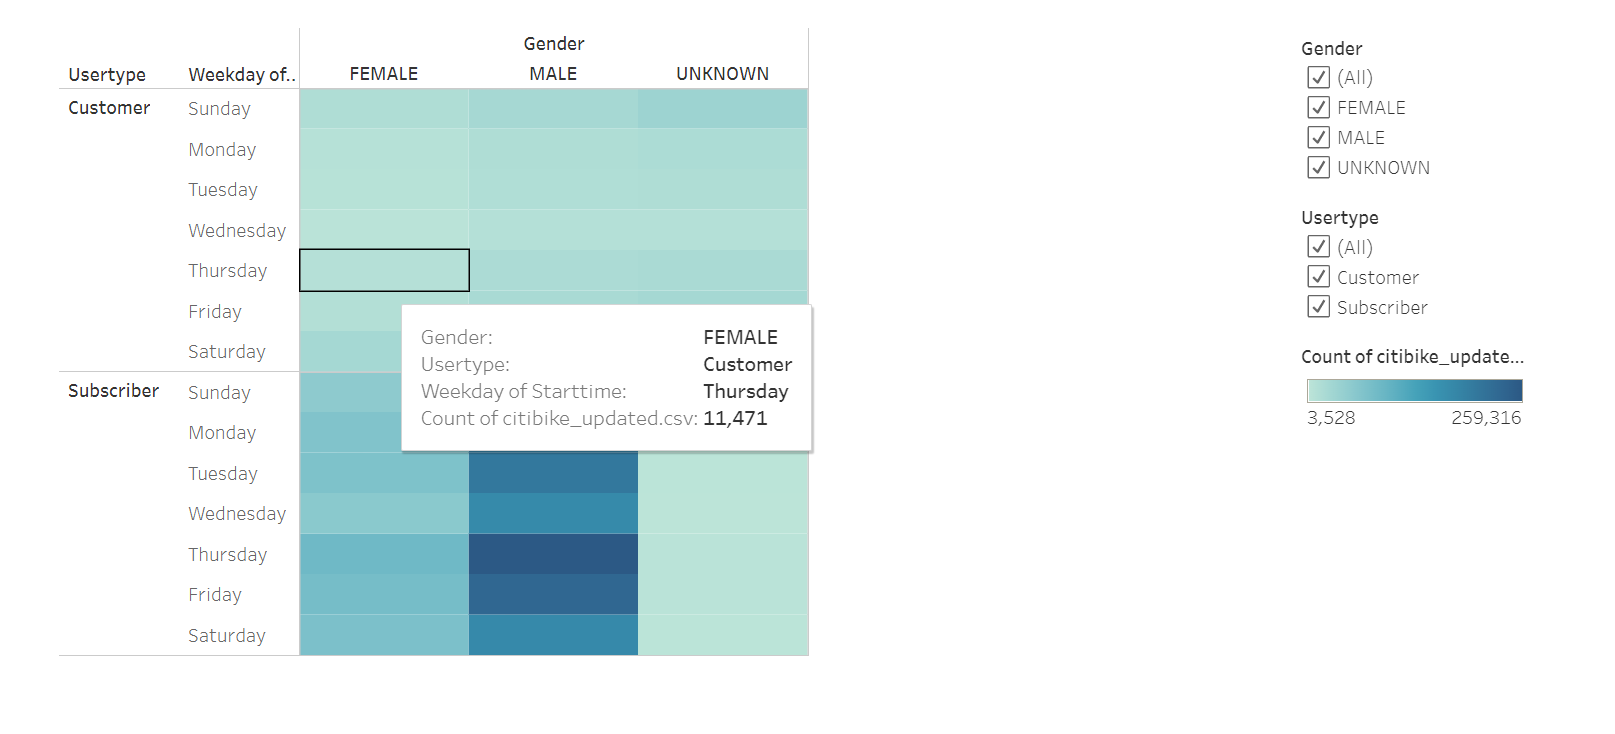 Gender
Usertype Weekday of.. FEMALE MALE UNKNOWN
Customer Sunday
Monday
Tuesday
Wednesday
Thursday
Friday
Saturday
Subscriber Sunday
Monday
Tuesday
Wednesday
Thursday
Friday
Saturday
Gender: FEMALE
Usertype: Customer
Weekday of Starttime: Thursday
Count of citibike_updated.csv: 11,471
Gender
(All)
FEMALE
MALE
UNKNOWN
Usertype
(All)
Customer
Subscriber
Count of citibike_update...
3,528 259,316